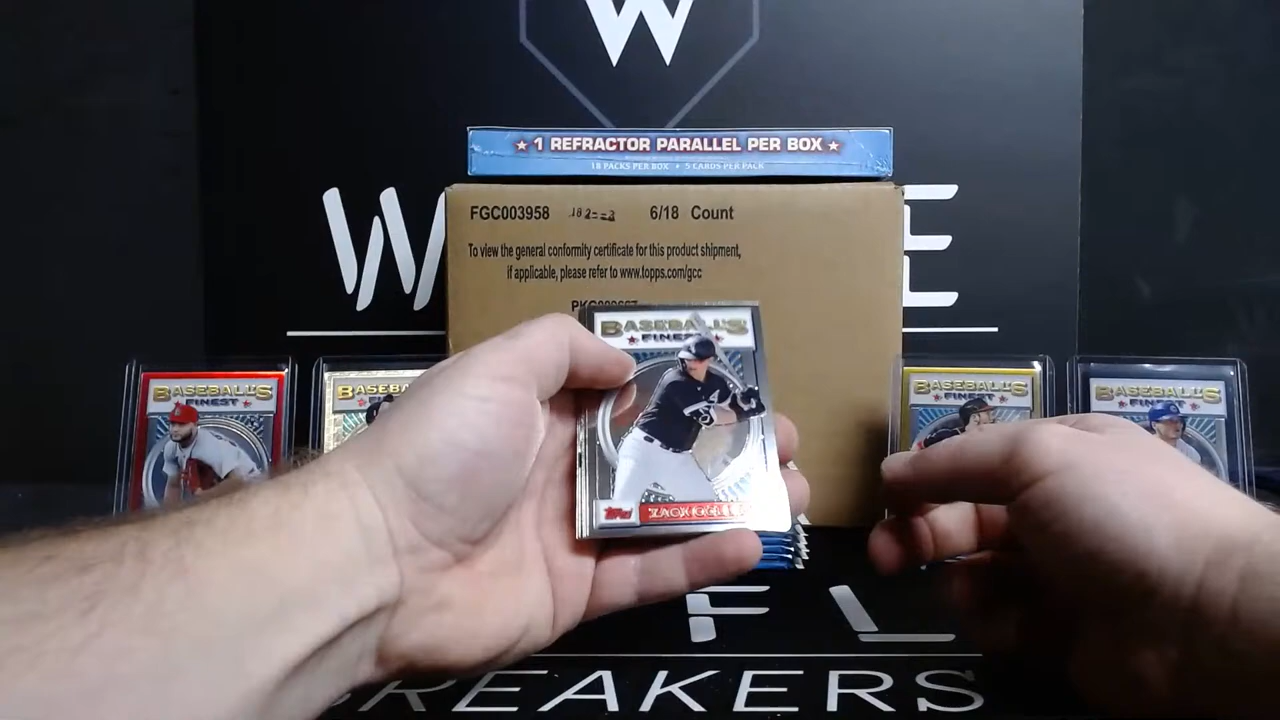 W
★ 1 REFRACTOR PARALLEL PER BOX ★
18 PACKS PER BOX • 5 CARDS PER PACK
W E
FGC003958 6/18 Count
To view the general conformity certificate for this product shipment,
if applicable, please refer to www.topps.com/gcc
BASEBALL'S
FINEST
Topps ZACK
BASEBALL'S
FINEST
BASEBALL'S
FINEST
BASEBALL'S
FINEST
FL
BREAKERS